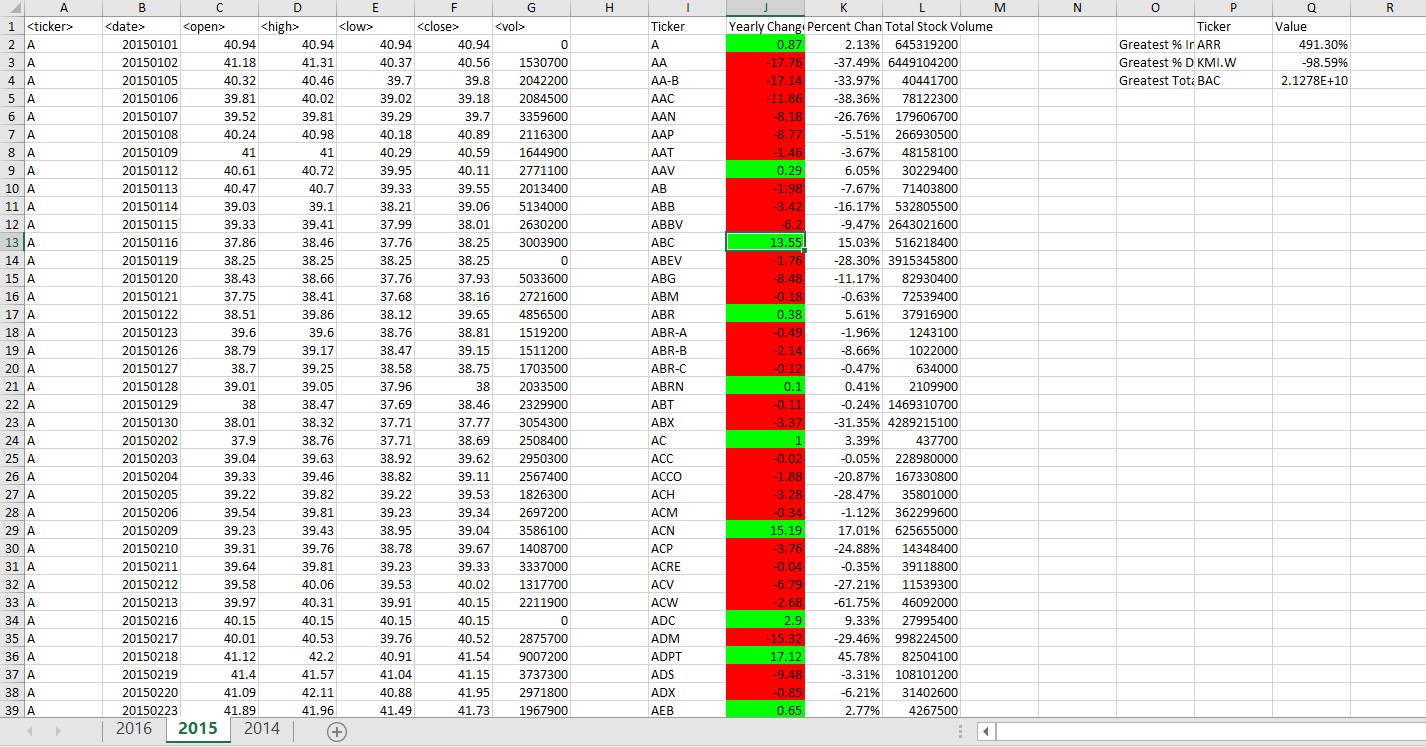 A B C D E F G H I J K L M N O P Q R
1 <ticker> <date> <open> <high> <low> <close> <vol> Ticker Yearly Chang Percent Chan Total Stock Volume Ticker Value
2 A 20150101 40.94 40.94 40.94 40.94 0 A 0.87 2.13% 645319200 Greatest % In ARR 491.30%
3 A 20150102 41.18 41.31 40.37 40.56 1530700 AA -17.76 -37.49% 6449104200 Greatest % D KMI.W -98.59%
4 A 20150105 40.32 40.46 39.7 39.8 2042200 AA-B -17.14 -33.97% 40441700 Greatest Tota BAC 2.1278E+10
5 A 20150106 39.81 40.02 39.02 39.18 2084500 AAC -11.86 -38.36% 78122300
6 A 20150107 39.52 39.81 39.29 39.7 3359600 AAN -8.18 -26.76% 179606700
7 A 20150108 40.24 40.98 40.18 40.89 2116300 AAP -8.77 -5.51% 266930500
8 A 20150109 41 41 40.29 40.59 1644900 AAT -1.46 -3.67% 48158100
9 A 20150112 40.61 40.72 39.95 40.11 2771100 AAV 0.29 6.05% 30229400
10 A 20150113 40.47 40.7 39.33 39.55 2013400 AB -1.98 -7.67% 71403800
11 A 20150114 39.03 39.1 38.21 39.06 5134000 ABB -3.42 -16.17% 532805500
12 A 20150115 39.33 39.41 37.99 38.01 2630200 ABBV -6.2 -9.47% 2643021600
13 A 20150116 37.86 38.46 37.76 38.25 3003900 ABC 13.55 15.03% 516218400
14 A 20150119 38.25 38.25 38.25 38.25 0 ABEV -1.76 -28.30% 3915345800
15 A 20150120 38.43 38.66 37.76 37.93 5033600 ABG -8.48 -11.17% 82930400
16 A 20150121 37.75 38.41 37.68 38.16 2721600 ABM -0.18 -0.63% 72539400
17 A 20150122 38.51 39.86 38.12 39.65 4856500 ABR 0.38 5.61% 37916900
18 A 20150123 39.6 39.6 38.76 38.81 1519200 ABR-A -0.49 -1.96% 1243100
19 A 20150126 38.79 39.17 38.47 39.15 1511200 ABR-B -2.14 -8.66% 1022000
20 A 20150127 38.7 39.25 38.58 38.75 1703500 ABR-C -0.12 -0.47% 634000
21 A 20150128 39.01 39.05 37.96 38 2033500 ABRN 0.1 0.41% 2109900
22 A 20150129 38 38.47 37.69 38.46 2329900 ABT -0.11 -0.24% 1469310700
23 A 20150130 38.01 38.32 37.71 37.77 3054300 ABX -3.37 -31.35% 4289215100
24 A 20150202 37.9 38.76 37.71 38.69 2508400 AC 1 3.39% 437700
25 A 20150203 39.04 39.63 38.92 39.62 2950300 ACC -0.02 -0.05% 228980000
26 A 20150204 39.33 39.46 38.82 39.11 2567400 ACCO -1.88 -20.87% 167330800
27 A 20150205 39.22 39.82 39.22 39.53 1826300 ACH -3.28 -28.47% 35801000
28 A 20150206 39.54 39.81 39.23 39.34 2697200 ACM -0.34 -1.12% 362299600
29 A 20150209 39.23 39.43 38.95 39.04 3586100 ACN 15.19 17.01% 625655000
30 A 20150210 39.31 39.76 38.78 39.67 1408700 ACP -3.76 -24.88% 14348400
31 A 20150211 39.64 39.81 39.23 39.33 3337000 ACRE -0.04 -0.35% 39118800
32 A 20150212 39.58 40.06 39.53 40.02 1317700 ACV -6.79 -27.21% 11539300
33 A 20150213 39.97 40.31 39.91 40.15 2211900 ACW -2.68 -61.75% 46092000
34 A 20150216 40.15 40.15 40.15 40.15 0 ADC 2.9 9.33% 27995400
35 A 20150217 40.01 40.53 39.76 40.52 2875700 ADM -15.32 -29.46% 998224500
36 A 20150218 41.12 42.2 40.91 41.54 9007200 ADPT 17.12 45.78% 82504100
37 A 20150219 41.4 41.57 41.04 41.15 3737300 ADS -9.48 -3.31% 108101200
38 A 20150220 41.09 42.11 40.88 41.95 2971800 ADX -0.85 -6.21% 31402600
39 A 20150223 41.89 41.96 41.49 41.73 1967900 AEB 0.65 2.77% 4267500
2016 2015 2014